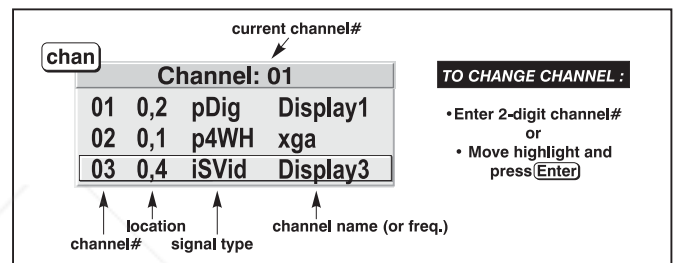 current channel#
chan
Channel: 01
01 0,2 pDig Display1
02 0,1 p4WH xga
03 0,4 iSVid Display3
channel# location signal type channel name (or freq.)
TO CHANGE CHANNEL :
•Enter 2-digit channel#
or
• Move highlight and
press Enter